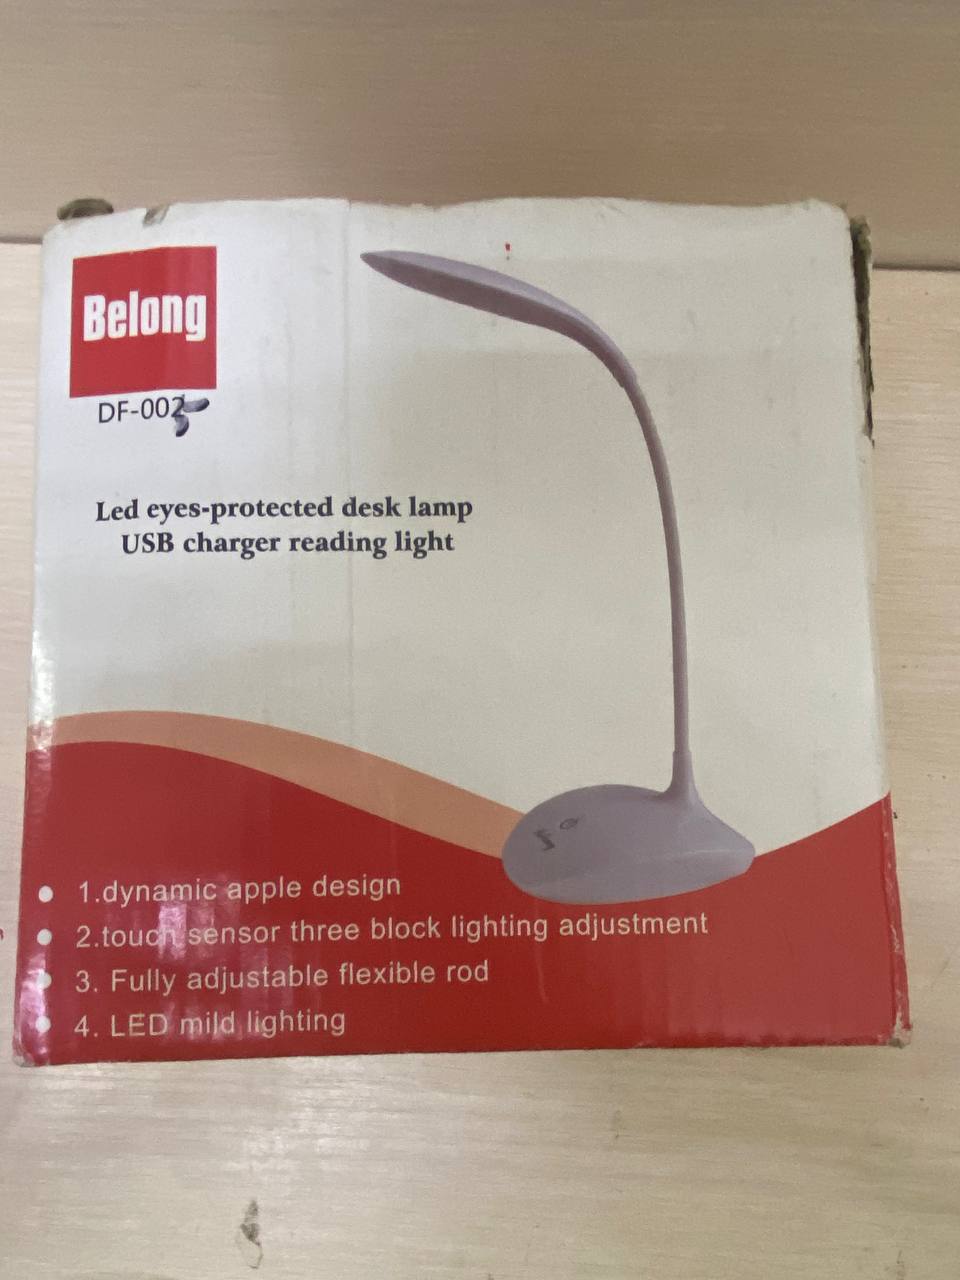 Belong
DF-002
Led eyes-protected desk lamp
USB charger reading light
1.dynamic apple design
2.touch sensor three block lighting adjustment
3. Fully adjustable flexible rod
4. LED mild lighting